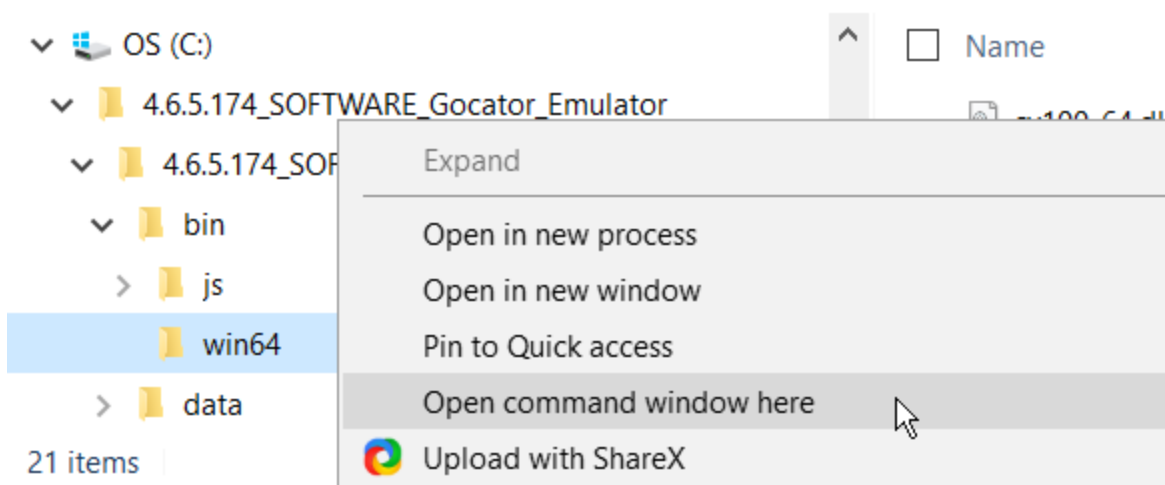 OS (C:)
Name
4.6.5.174_SOFTWARE_Gocator_Emulator
4.6.5.174_SOF
Expand
bin
Open in new process
js
Open in new window
win64
Pin to Quick access
data
Open command window here
21 items
Upload with ShareX